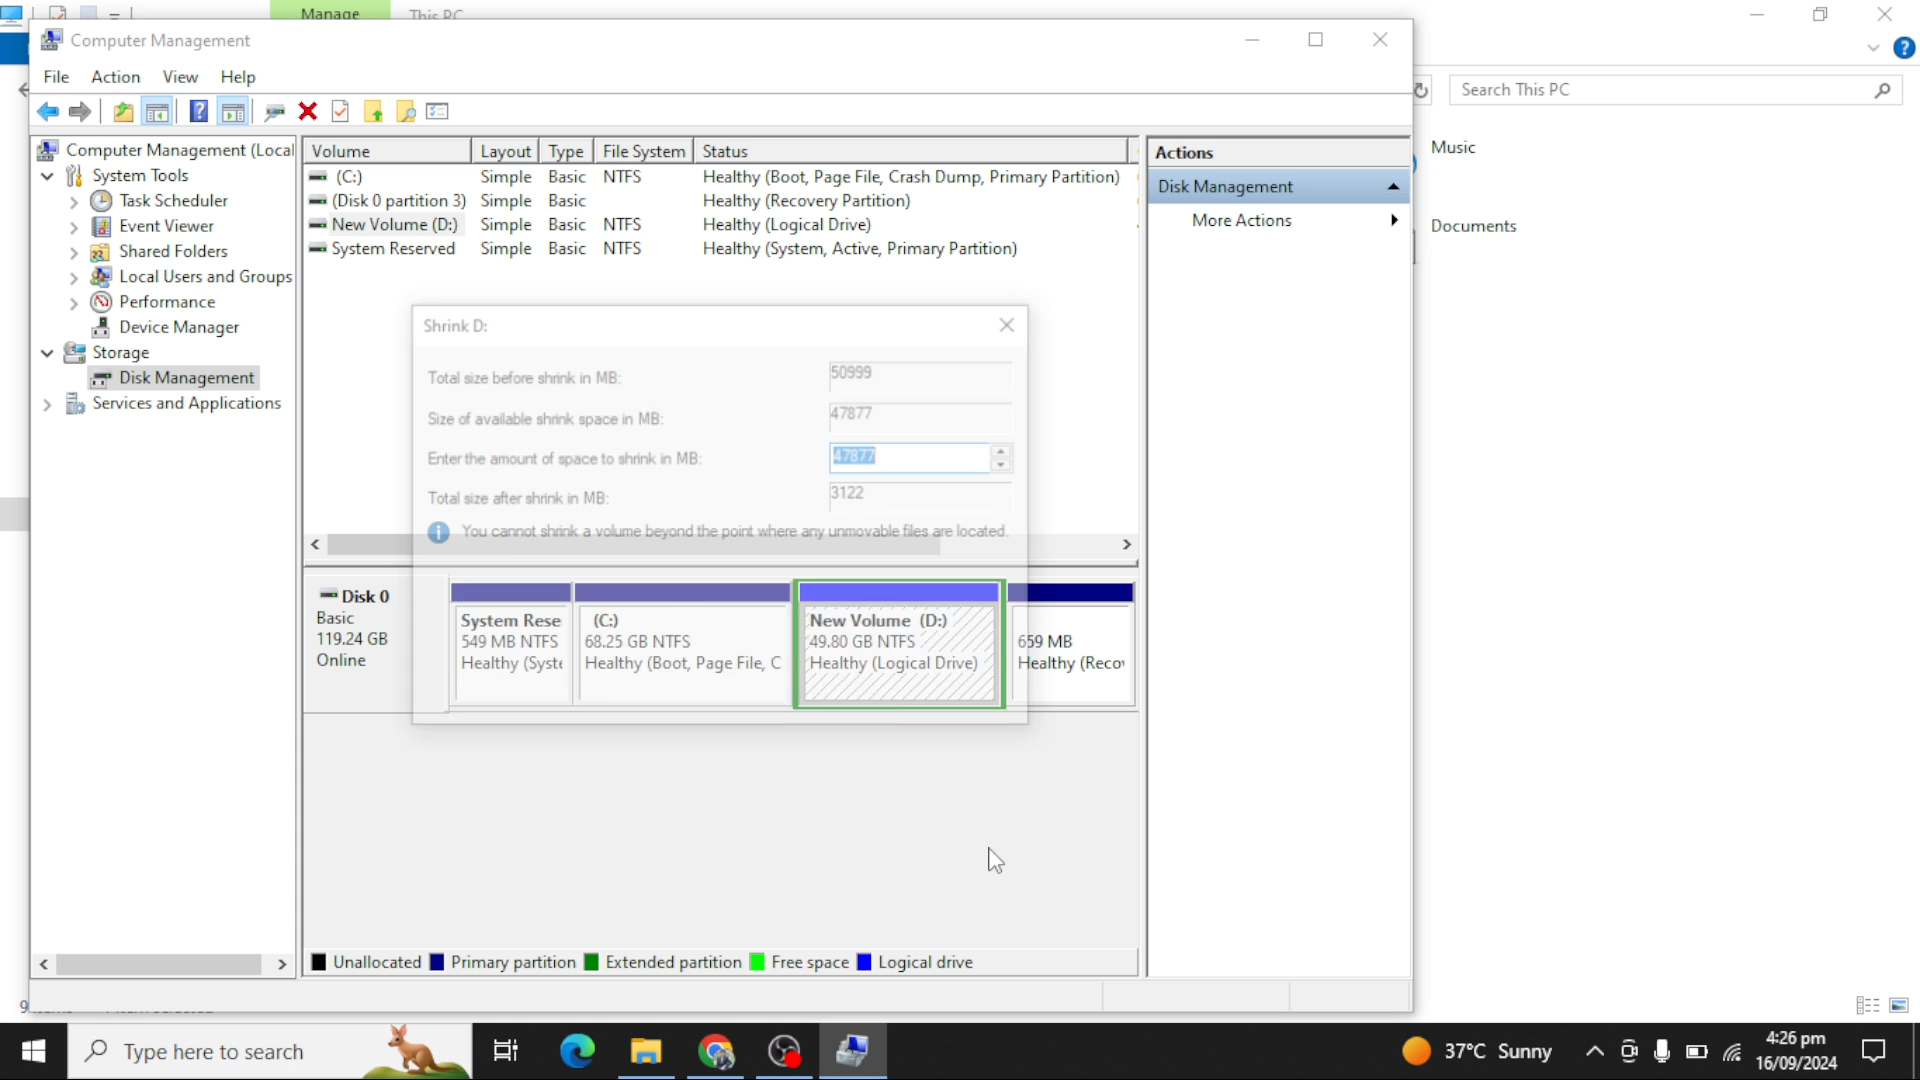 Manage
This PC
Computer Management
File Action View Help
Search This PC
Computer Management (Local
System Tools
Task Scheduler
Event Viewer
Shared Folders
Local Users and Groups
Performance
Device Manager
Storage
Disk Management
Services and Applications
Volume Layout Type File System Status
(C:) Simple Basic NTFS Healthy (Boot, Page File, Crash Dump, Primary Partition)
(Disk 0 partition 3) Simple Basic Healthy (Recovery Partition)
New Volume (D:) Simple Basic NTFS Healthy (Logical Drive)
System Reserved Simple Basic NTFS Healthy (System, Active, Primary Partition)
Actions
Disk Management
More Actions
Music
Documents
Shrink D:
Total size before shrink in MB: 50999
Size of available shrink space in MB: 47877
Enter the amount of space to shrink in MB: 47877
Total size after shrink in MB: 3122
You cannot shrink a volume beyond the point where any unmovable files are located.
Disk 0
Basic
119.24 GB
Online
System Rese
549 MB NTFS
Healthy (Syste
(C:)
68.25 GB NTFS
Healthy (Boot, Page File, C
New Volume (D:)
49.80 GB NTFS
Healthy (Logical Drive)
659 MB
Healthy (Recov
Unallocated Primary partition Extended partition Free space Logical drive
Type here to search
37°C Sunny
4:26 pm
16/09/2024